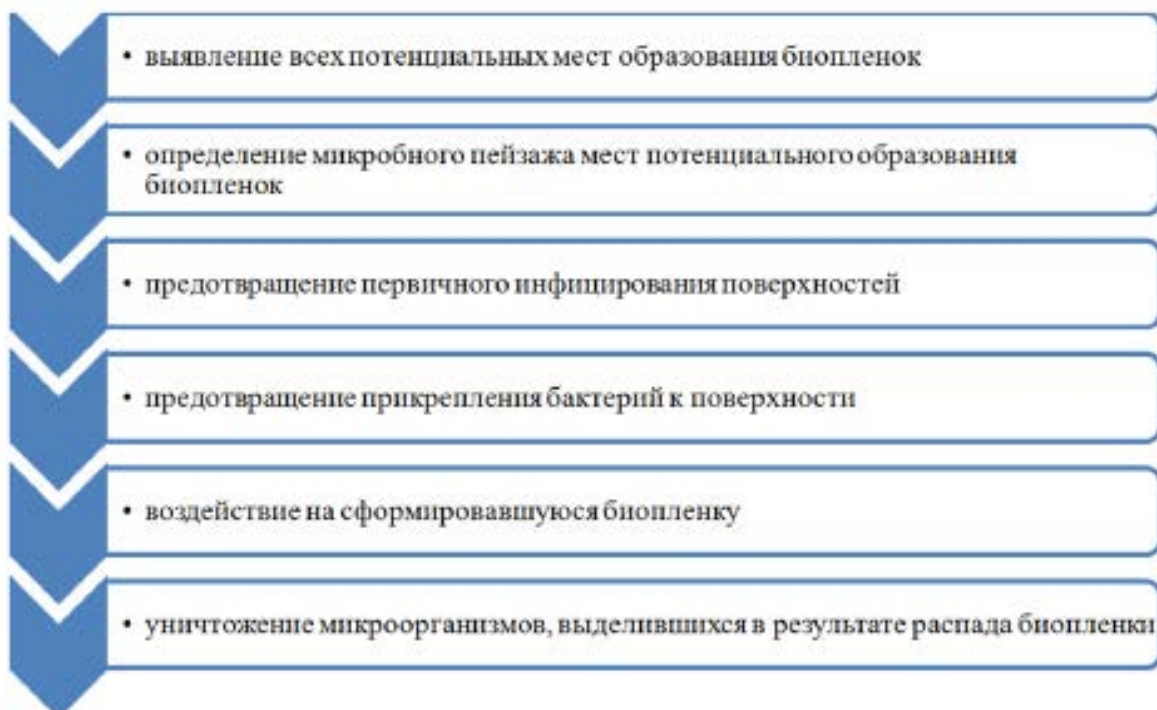 • выявление всех потенциальных мест образования биопленок
• определение микробного пейзажа мест потенциального образования
биопленок
• предотвращение первичного инфицирования поверхностей
• предотвращение прикрепления бактерий к поверхности
• воздействие на сформировавшуюся биопленку
• уничтожение микроорганизмов, выделившихся в результате распада биопленки